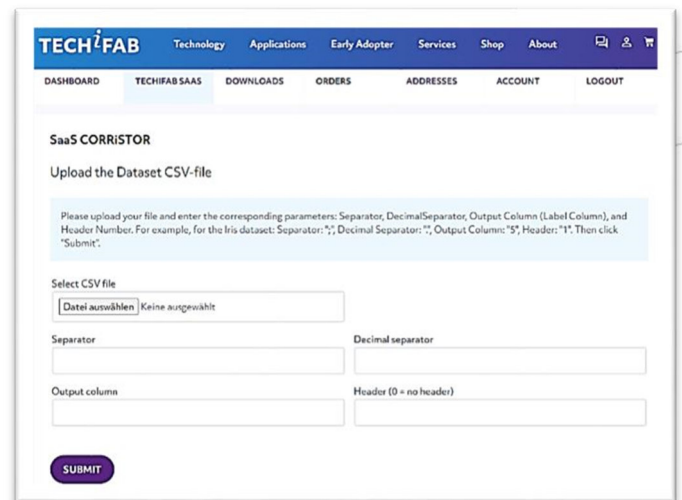 TECHiFAB Technology Applications Early Adopter Services Shop About
DASHBOARD TECHIFAB SAAS DOWNLOADS ORDERS ADDRESSES ACCOUNT LOGOUT
SaaS CORRiSTOR
Upload the Dataset CSV-file
Please upload your file and enter the corresponding parameters: Separator, DecimalSeparator, Output Column (Label Column), and
Header Number. For example, for the Iris dataset: Separator: ";", Decimal Separator: ".", Output Column: "5", Header: "1". Then click
"Submit".
Select CSV file
Datei auswählen Keine ausgewählt
Separator Decimal separator
Output column Header (0 = no header)
SUBMIT